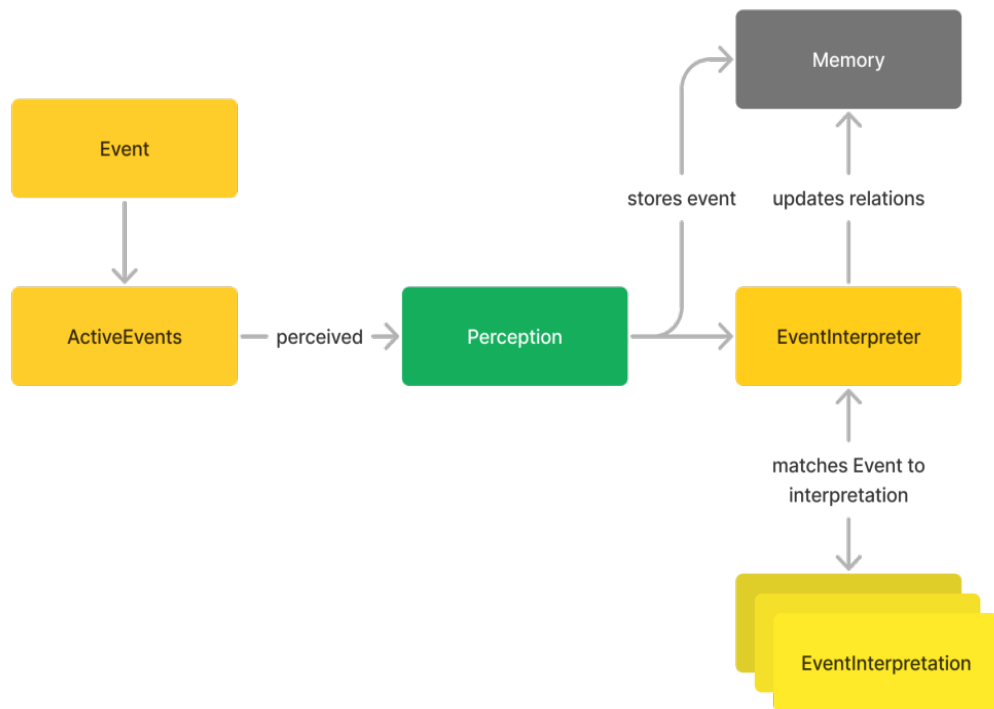 Memory
Event
stores event
updates relations
ActiveEvents
perceived
Perception
EventInterpreter
matches Event to
interpretation
EventInterpretation